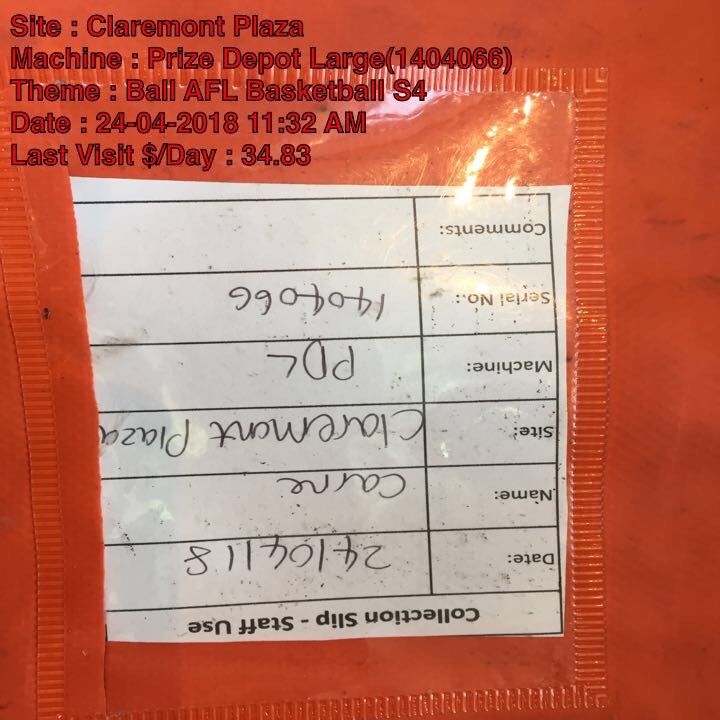 Site : Claremont Plaza
Machine : Prize Depot Large(1404066)
Theme : Ball AFL Basketball S4
Date : 24-04-2018 11:32 AM
Last Visit $/Day : 34.83
Collection Slip - Staff Use
Date: 24/04/18
Name: Carne
Site: Claremont Plaza
Machine: PDL
Serial No.: 1404066
Comments: